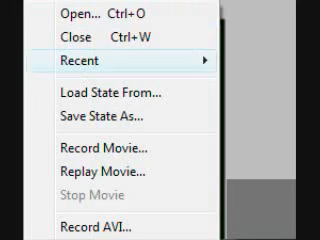 Open... Ctrl+O
Close Ctrl+W
Recent
Load State From...
Save State As...
Record Movie...
Replay Movie...
Stop Movie
Record AVI...